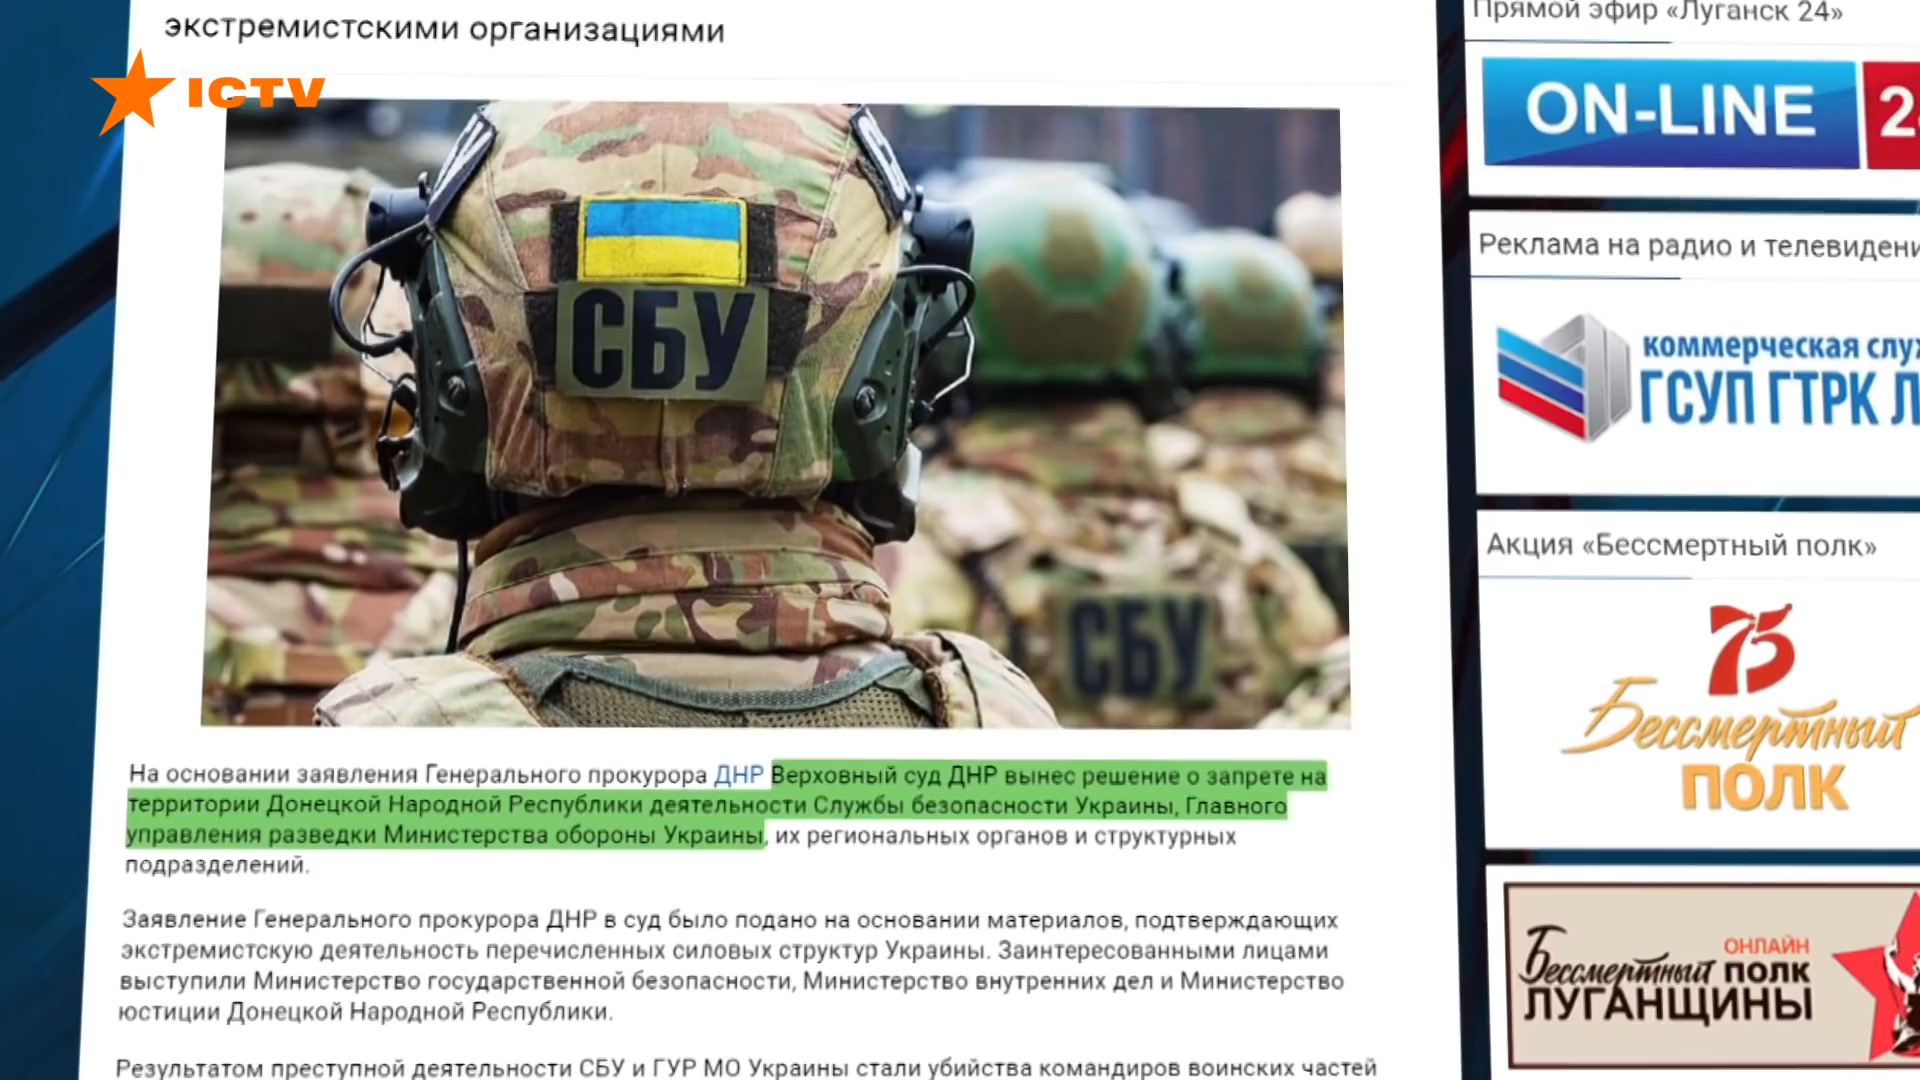 экстремистскими организациями
ICTV
СБУ
СБУ
На основании заявления Генерального прокурора ДНР Верховный суд ДНР вынес решение о запрете на
территории Донецкой Народной Республики деятельности Службы безопасности Украины, Главного
управления разведки Министерства обороны Украины, их региональных органов и структурных
подразделений.
Заявление Генерального прокурора ДНР в суд было подано на основании материалов, подтверждающих
экстремистскую деятельность перечисленных силовых структур Украины. Заинтересованными лицами
выступили Министерство государственной безопасности, Министерство внутренних дел и Министерство
юстиции Донецкой Народной Республики.
Результатом преступной деятельности СБУ и ГУР МО Украины стали убийства командиров воинских частей
Прямой эфир «Луганск 24»
ON-LINE
Реклама на радио и
коммерческая
ГСУП ГТРК
Акция «Бессмертный полк»
75
Бессмертный
ПОЛК
ОНЛАЙН
Бессмертный ПОЛК
ЛУГАНЩИНЫ